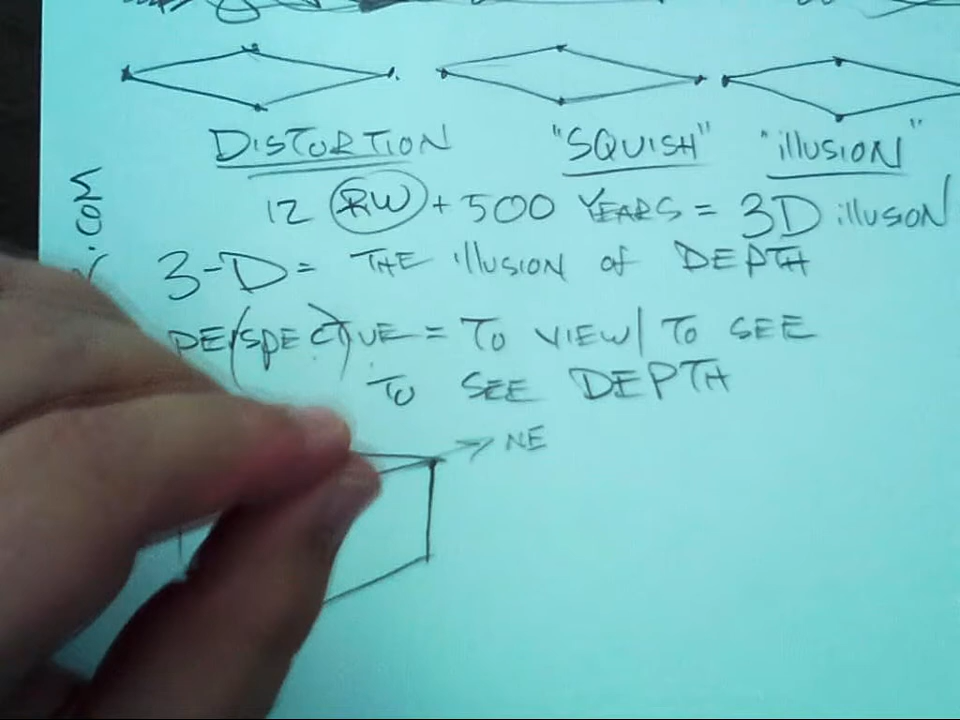 DISTORTION "SQUISH" "illUSION"
12 RW + 500 YEARS = 3D illuSON
3-D = THE illUSION of DEPTH
PERSPECTIVE = To VIEW/ To SEE
To SEE DEPTH
NE
.COM